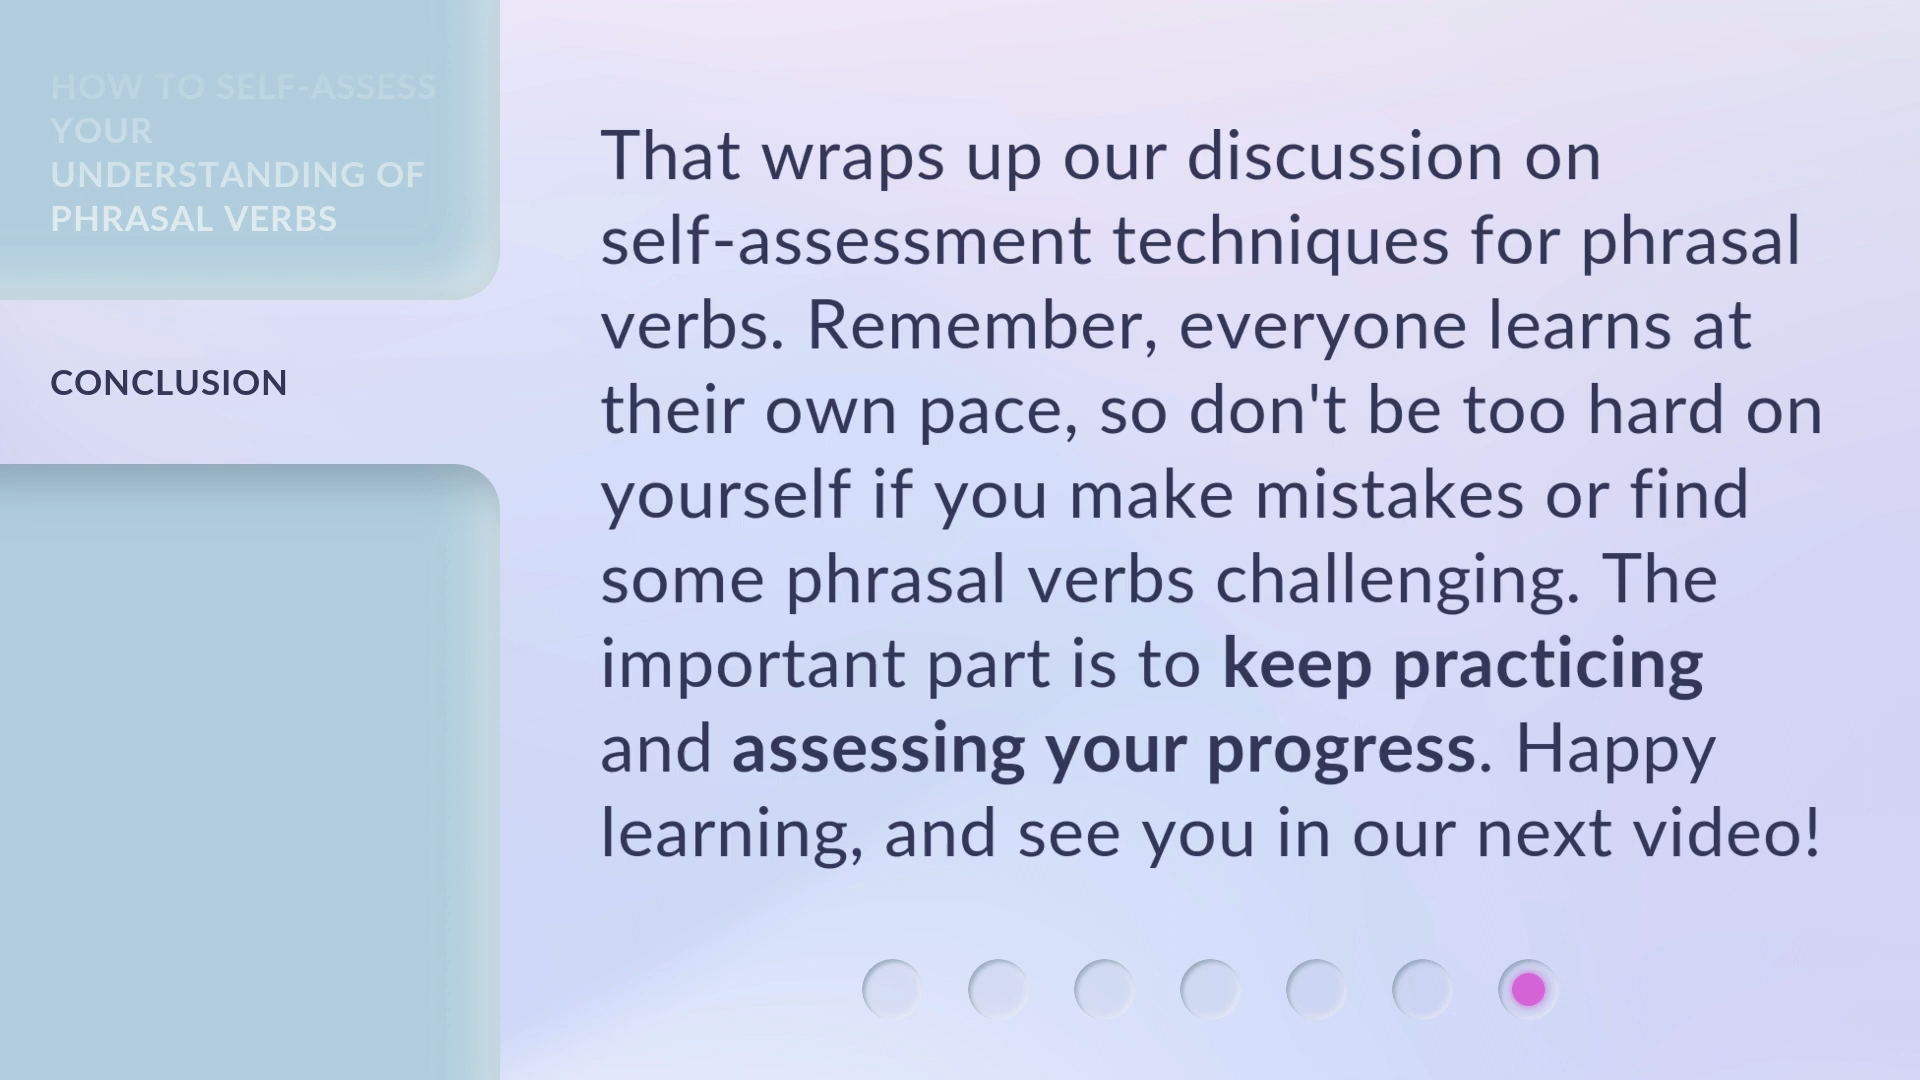 HOW TO SELF-ASSESS
YOUR
UNDERSTANDING OF
PHRASAL VERBS
CONCLUSION
That wraps up our discussion on
self-assessment techniques for phrasal
verbs. Remember, everyone learns at
their own pace, so don't be too hard on
yourself if you make mistakes or find
some phrasal verbs challenging. The
important part is to keep practicing
and assessing your progress. Happy
learning, and see you in our next video!